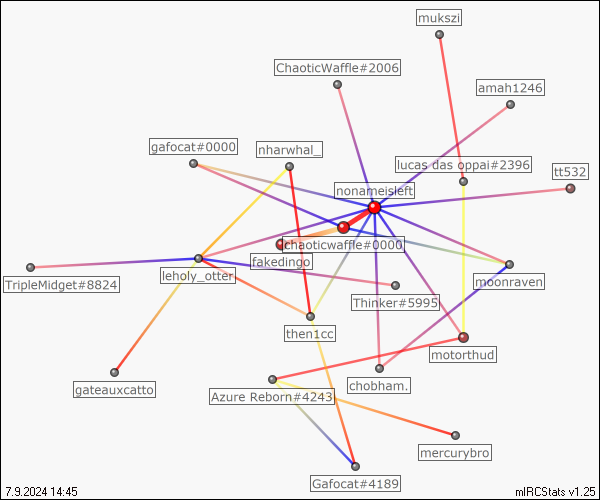 mukszi
ChaoticWaffle#2006
amah1246
gafocat#0000
nharwhal_
lucas das oppai#2396
tt532
nonameisleft
chaoticwaffle#0000
fakedingo
leholy_otter
TripleMidget#8824
moonraven
Thinker#5995
then1cc
motorthud
gateauxcatto
chobham.
Azure Reborn#4243
mercurybro
Gafocat#4189
7.9.2024 14:45
mIRCStats v1.25